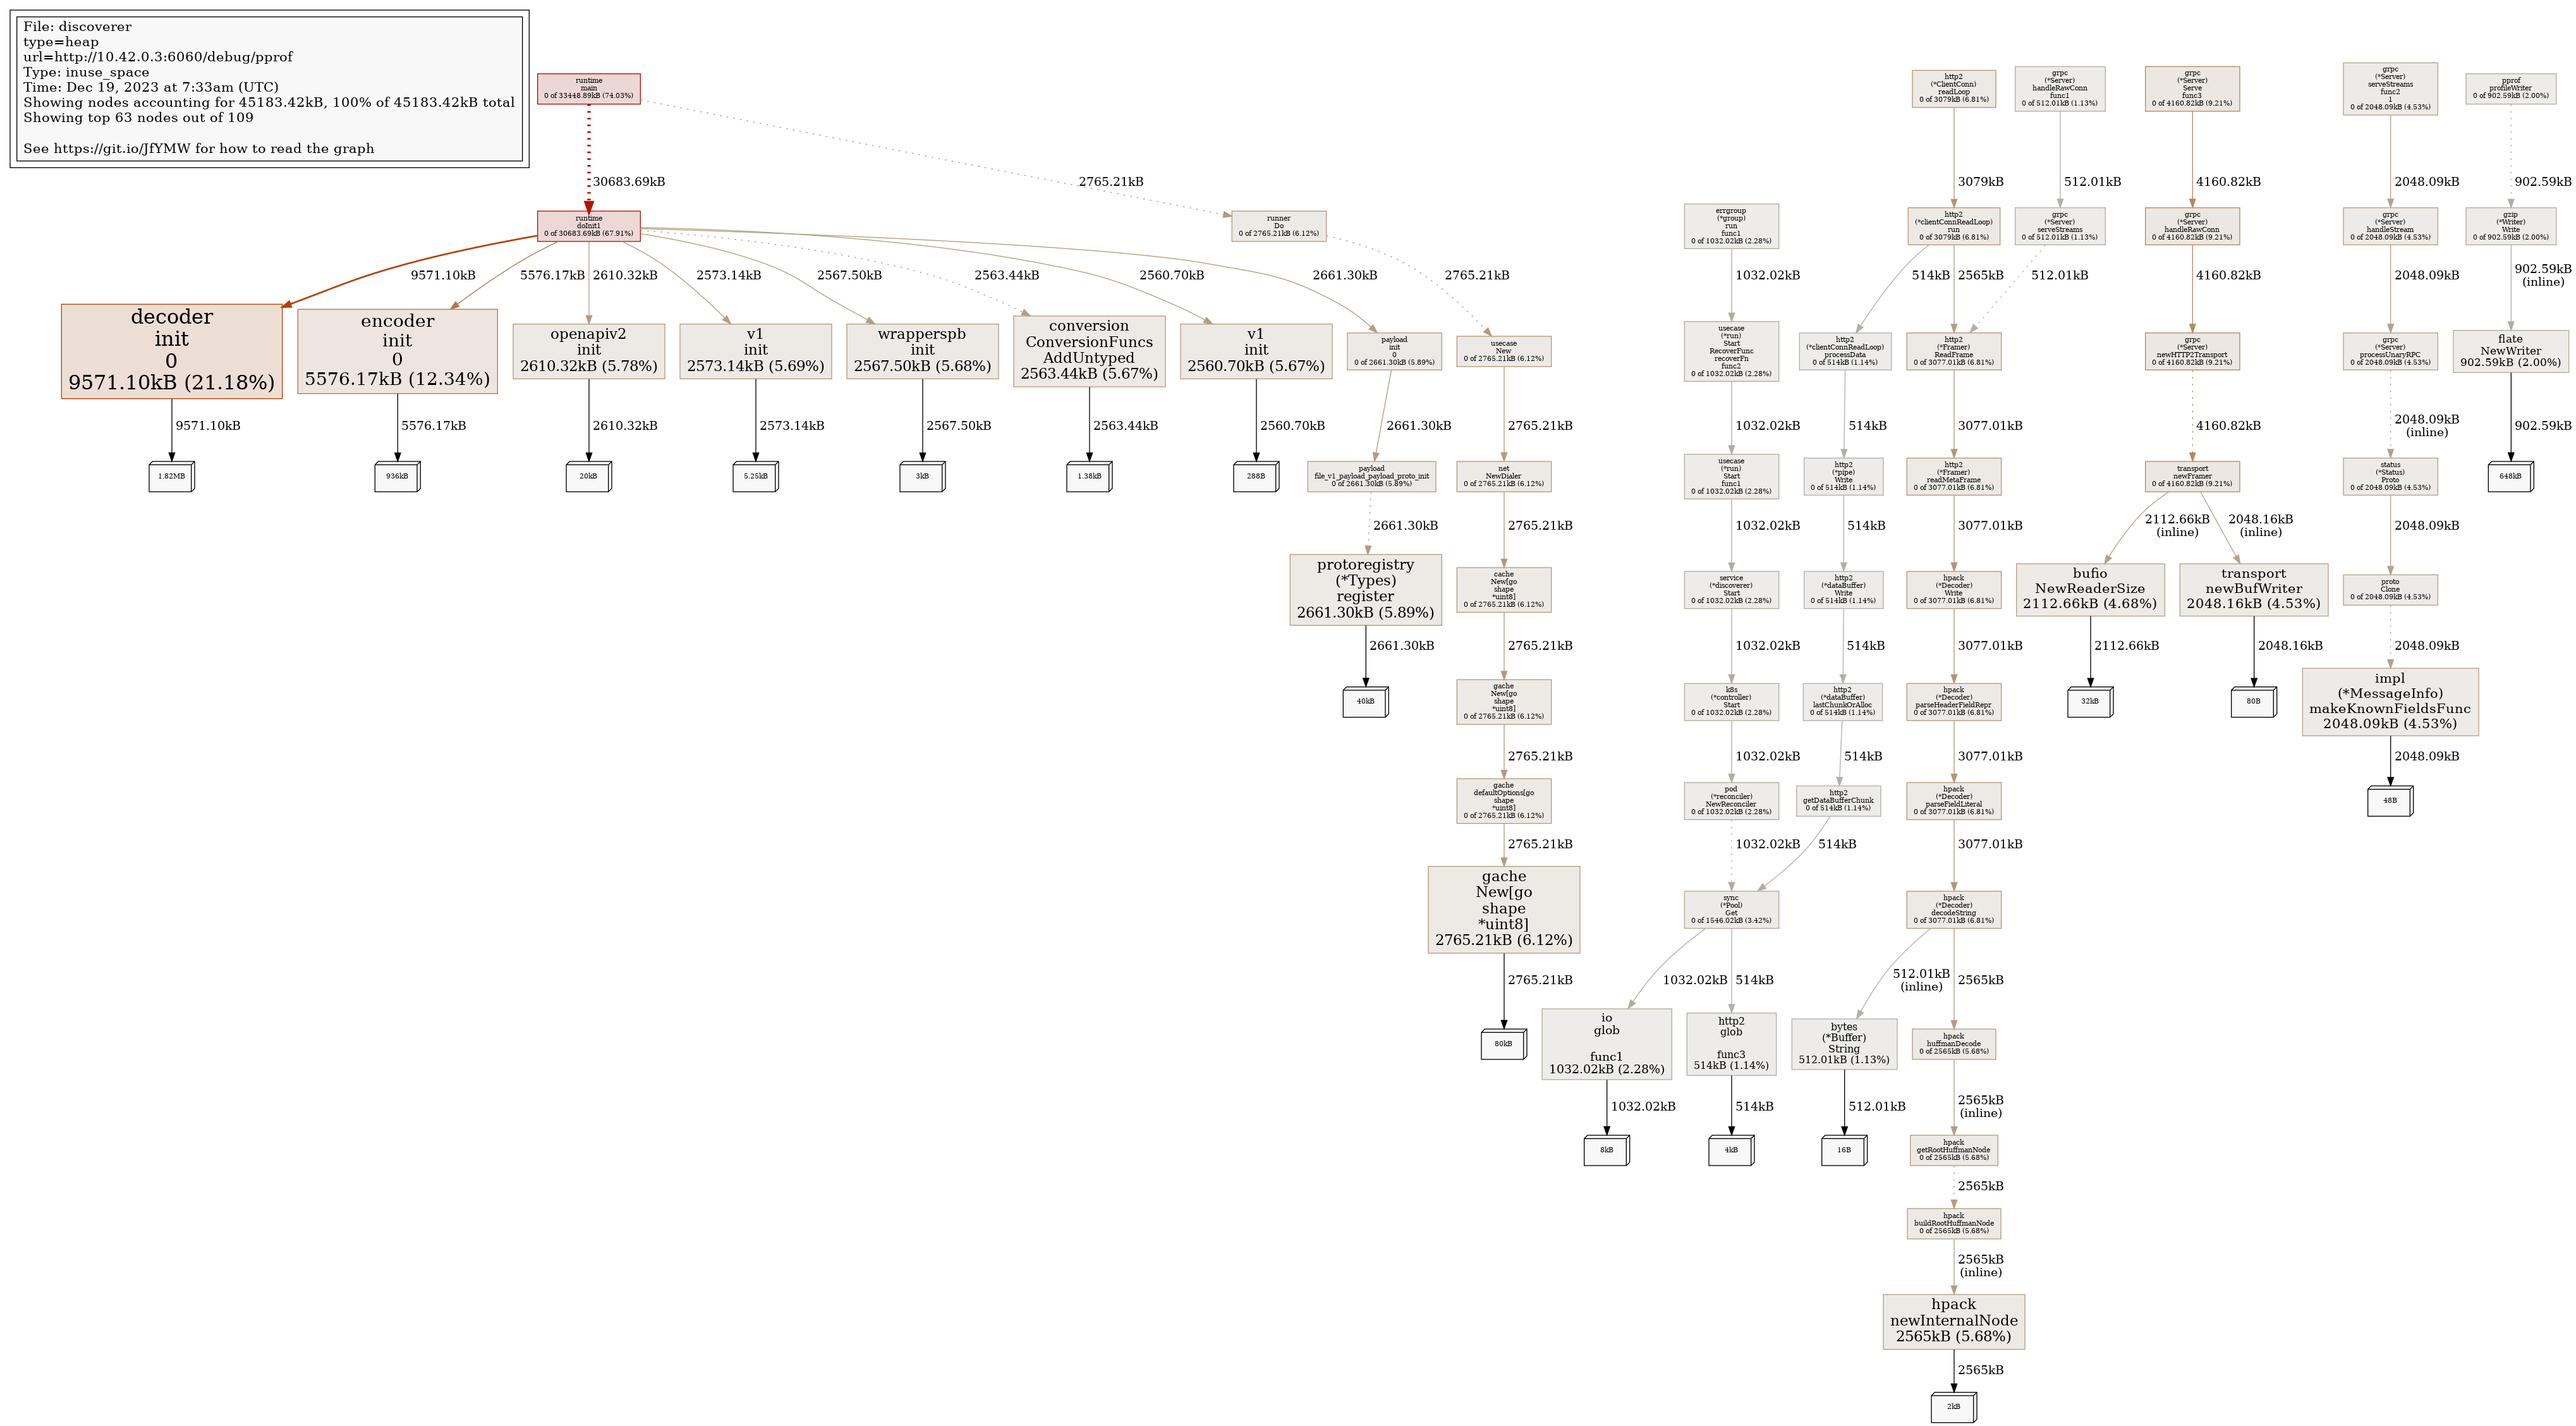 File: discoverer
type=heap
url=http://10.42.0.3:6060/debug/pprof
Type: inuse_space
Time: Dec 19, 2023 at 7:33am (UTC)
Showing nodes accounting for 45183.42kB, 100% of 45183.42kB total
Showing top 63 nodes out of 109
See https://git.io/JfYMW for how to read the graph
runtime
main
0 of 33448.89kB (74.03%)
http2
(*ClientConn)
readLoop
0 of 3079kB (6.81%)
grpc
(*Server)
handleRawConn
func1
0 of 512.01kB (1.13%)
grpc
(*Server)
Serve
func3
0 of 4160.82kB (9.21%)
grpc
(*Server)
serveStreams
func2
1
0 of 2048.09kB (4.53%)
pprof
profileWriter
0 of 902.59kB (2.00%)
30683.69kB
2765.21kB
3079kB
512.01kB
4160.82kB
2048.09kB
902.59kB
runtime
doInit1
0 of 30683.69kB (67.91%)
runner
Do
0 of 2765.21kB (6.12%)
errgroup
(*group)
run
func1
0 of 1032.02kB (2.28%)
http2
(*clientConnReadLoop)
run
0 of 3079kB (6.81%)
grpc
(*Server)
serveStreams
0 of 512.01kB (1.13%)
grpc
(*Server)
handleRawConn
0 of 4160.82kB (9.21%)
grpc
(*Server)
handleStream
0 of 2048.09kB (4.53%)
gzip
(*Writer)
Write
0 of 902.59kB (2.00%)
9571.10kB
5576.17kB
2610.32kB
2573.14kB
2567.50kB
2563.44kB
2560.70kB
2661.30kB
2765.21kB
1032.02kB
514kB
2565kB
512.01kB
4160.82kB
2048.09kB
902.59kB
(inline)
decoder
init
0
9571.10kB (21.18%)
encoder
init
0
5576.17kB (12.34%)
openapiv2
init
2610.32kB (5.78%)
v1
init
2573.14kB (5.69%)
wrapperspb
init
2567.50kB (5.68%)
conversion
ConversionFuncs
AddUntyped
2563.44kB (5.67%)
v1
init
2560.70kB (5.67%)
payload
init
0
0 of 2661.30kB (5.89%)
usecase
New
0 of 2765.21kB (6.12%)
usecase
(*run)
Start
RecoverFunc
recoverFn
func2
0 of 1032.02kB (2.28%)
http2
(*clientConnReadLoop)
processData
0 of 514kB (1.14%)
http2
(*Framer)
ReadFrame
0 of 3077.01kB (6.81%)
grpc
(*Server)
newHTTP2Transport
0 of 4160.82kB (9.21%)
grpc
(*Server)
processUnaryRPC
0 of 2048.09kB (4.53%)
flate
NewWriter
902.59kB (2.00%)
9571.10kB
5576.17kB
2610.32kB
2573.14kB
2567.50kB
2563.44kB
2560.70kB
2661.30kB
2765.21kB
1032.02kB
514kB
3077.01kB
4160.82kB
2048.09kB
(inline)
902.59kB
1.82MB
936kB
20kB
5.25kB
3kB
1.38kB
288B
payload
file_v1_payload_payload_proto_init
0 of 2661.30kB (5.89%)
net
NewDialer
0 of 2765.21kB (6.12%)
usecase
(*run)
Start
func1
0 of 1032.02kB (2.28%)
http2
(*pipe)
Write
0 of 514kB (1.14%)
http2
(*Framer)
readMetaFrame
0 of 3077.01kB (6.81%)
transport
newFramer
0 of 4160.82kB (9.21%)
status
(*Status)
Proto
0 of 2048.09kB (4.53%)
648kB
2661.30kB
2765.21kB
1032.02kB
514kB
3077.01kB
2112.66kB
(inline)
2048.16kB
(inline)
2048.09kB
protoregistry
(*Types)
register
2661.30kB (5.89%)
cache
New[go
shape
*uint8]
0 of 2765.21kB (6.12%)
service
(*discoverer)
Start
0 of 1032.02kB (2.28%)
http2
(*dataBuffer)
Write
0 of 514kB (1.14%)
hpack
(*Decoder)
Write
0 of 3077.01kB (6.81%)
bufio
NewReaderSize
2112.66kB (4.68%)
transport
newBufWriter
2048.16kB (4.53%)
proto
Clone
0 of 2048.09kB (4.53%)
2661.30kB
2765.21kB
1032.02kB
514kB
3077.01kB
2112.66kB
2048.16kB
2048.09kB
40kB
gache
New[go
shape
*uint8]
0 of 2765.21kB (6.12%)
k8s
(*controller)
Start
0 of 1032.02kB (2.28%)
http2
(*dataBuffer)
lastChunkOrAlloc
0 of 514kB (1.14%)
hpack
(*Decoder)
parseHeaderFieldRepr
0 of 3077.01kB (6.81%)
32kB
80B
impl
(*MessageInfo)
makeKnownFieldsFunc
2048.09kB (4.53%)
2765.21kB
1032.02kB
514kB
3077.01kB
2048.09kB
gache
defaultOptions[go
shape
*uint8]
0 of 2765.21kB (6.12%)
pod
(*reconciler)
NewReconciler
0 of 1032.02kB (2.28%)
http2
getDataBufferChunk
0 of 514kB (1.14%)
hpack
(*Decoder)
parseFieldLiteral
0 of 3077.01kB (6.81%)
48B
2765.21kB
1032.02kB
514kB
3077.01kB
gache
New[go
shape
*uint8]
2765.21kB (6.12%)
sync
(*Pool)
Get
0 of 1546.02kB (3.42%)
hpack
(*Decoder)
decodeString
0 of 3077.01kB (6.81%)
2765.21kB
1032.02kB
514kB
512.01kB
(inline)
2565kB
80kB
io
glob
func1
1032.02kB (2.28%)
http2
glob
func3
514kB (1.14%)
bytes
(*Buffer)
String
512.01kB (1.13%)
hpack
huffmanDecode
0 of 2565kB (5.68%)
1032.02kB
514kB
512.01kB
2565kB
(inline)
8kB
4kB
16B
hpack
getRootHuffmanNode
0 of 2565kB (5.68%)
2565kB
hpack
buildRootHuffmanNode
0 of 2565kB (5.68%)
2565kB
(inline)
hpack
newInternalNode
2565kB (5.68%)
2565kB
2kB